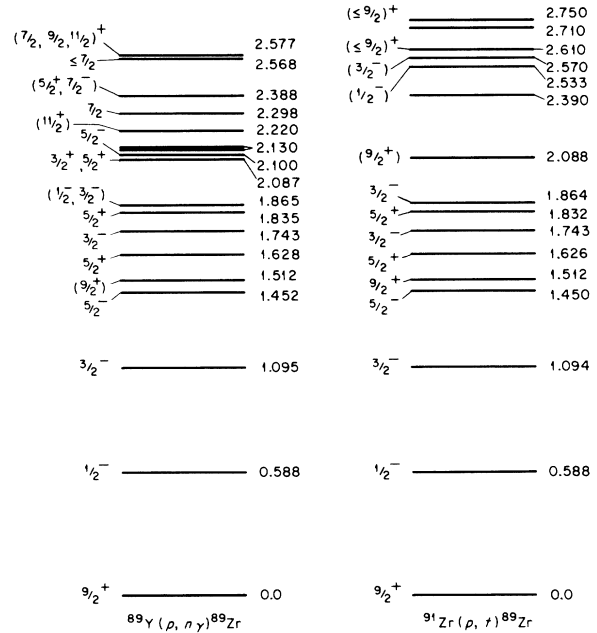 (7/2, 9/2, 11/2)+ 2.577
≤ 7/2 2.568
(5/2+, 7/2−) 2.388
7/2 2.298
(11/2+) 2.220
5/2− 2.130
3/2+, 5/2+ 2.100
2.087
(1/2−, 3/2−) 1.865
5/2+ 1.835
3/2− 1.743
5/2+ 1.628
(9/2+) 1.512
5/2− 1.452
3/2− 1.095
1/2− 0.588
9/2+ 0.0
89Y (p, nγ) 89Zr
(≤ 9/2)+ 2.750
2.710
(≤ 9/2)+ 2.610
(3/2−) 2.570
(1/2−) 2.533
2.390
(9/2+) 2.088
3/2− 1.864
5/2+ 1.832
3/2− 1.743
5/2+ 1.626
9/2+ 1.512
5/2− 1.450
3/2− 1.094
1/2− 0.588
9/2+ 0.0
91Zr (p, t) 89Zr